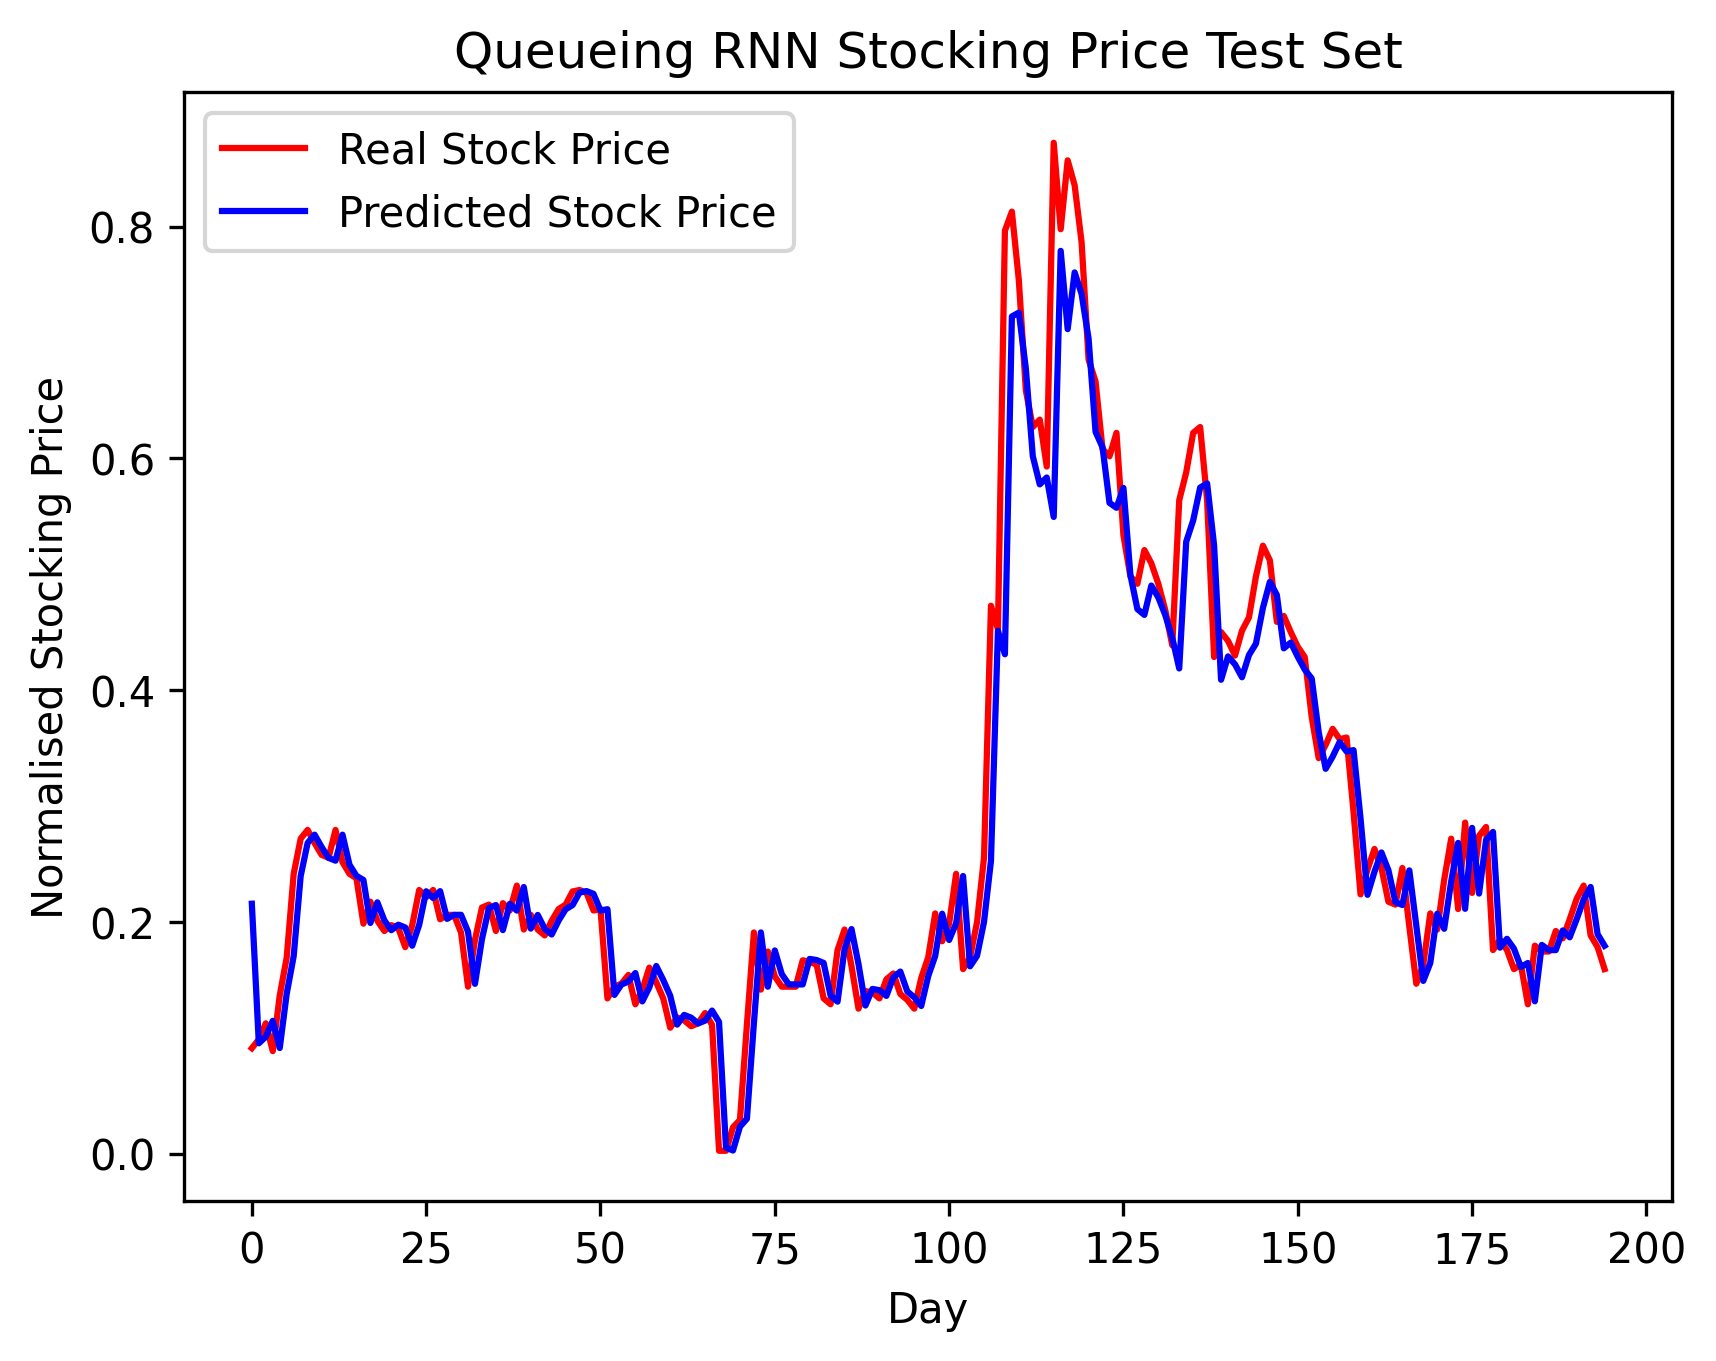 Queueing RNN Stocking Price Test Set
Real Stock Price
Predicted Stock Price
Normalised Stocking Price
0.8
0.6
0.4
0.2
0.0
0 25 50 75 100 125 150 175 200
Day